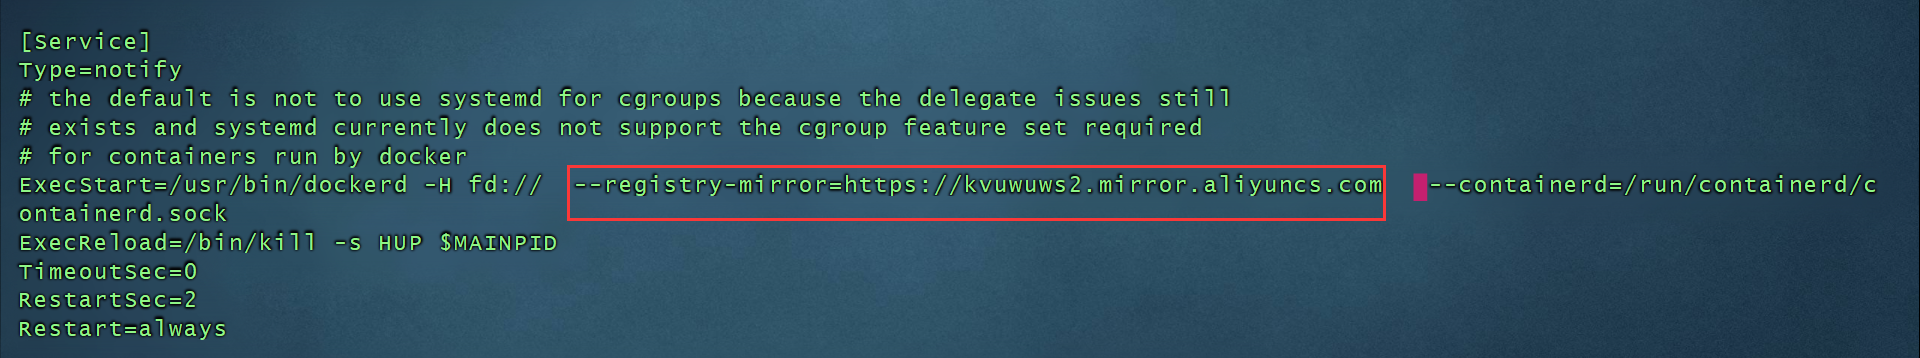 [Service]
Type=notify
# the default is not to use systemd for cgroups because the delegate issues still
# exists and systemd currently does not support the cgroup feature set required
# for containers run by docker
ExecStart=/usr/bin/dockerd -H fd://  --registry-mirror=https://kvuwuws2.mirror.aliyuncs.com  --containerd=/run/containerd/c
ontainerd.sock
ExecReload=/bin/kill -s HUP $MAINPID
TimeoutSec=0
RestartSec=2
Restart=always